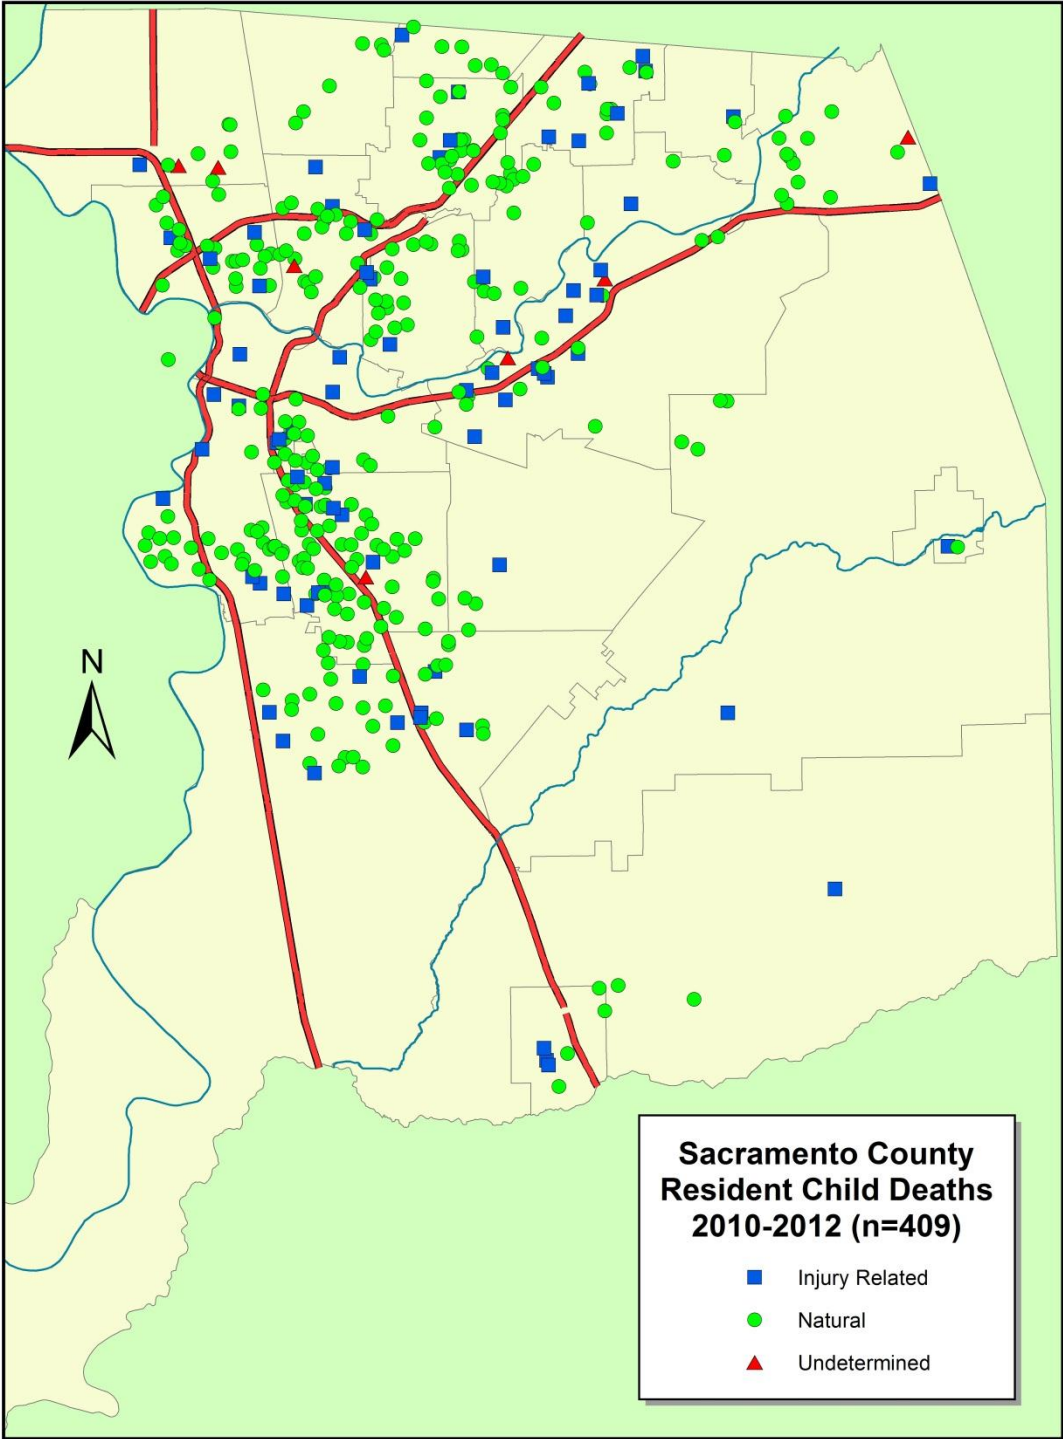 N
Sacramento County
Resident Child Deaths
2010-2012 (n=409)
Injury Related
Natural
Undetermined